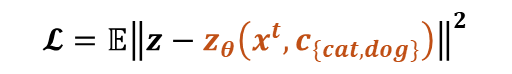 𝓛 = 𝔼‖z − z_θ(x^t, c_{cat,dog})‖^2